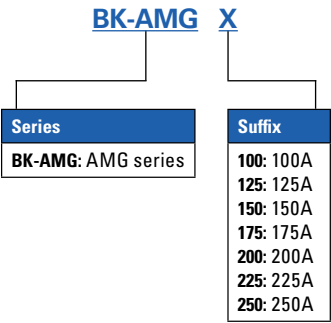 BK-AMG X
Series
BK-AMG: AMG series
Suffix
100: 100A
125: 125A
150: 150A
175: 175A
200: 200A
225: 225A
250: 250A